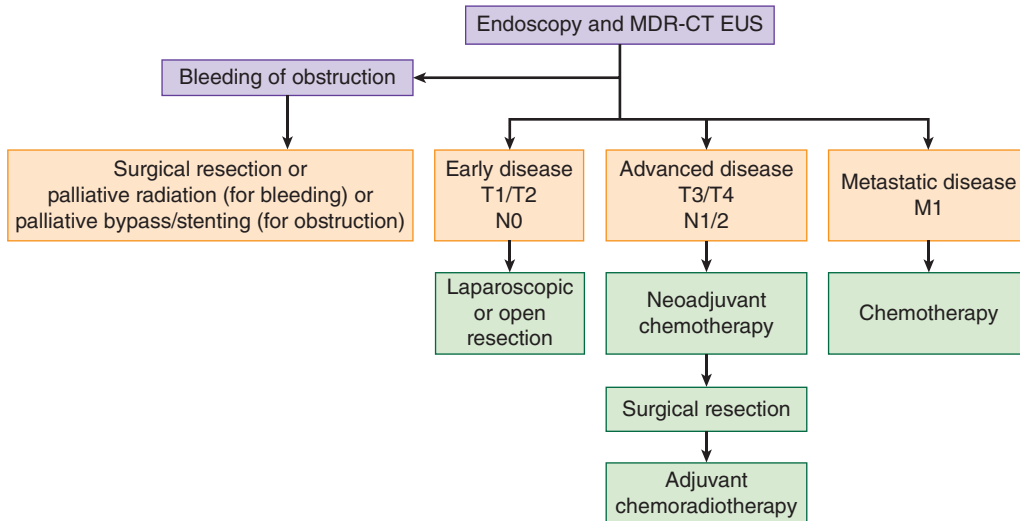 Endoscopy and MDR-CT EUS
Bleeding of obstruction
Surgical resection or
palliative radiation (for bleeding) or
palliative bypass/stenting (for obstruction)
Early disease
T1/T2
N0
Advanced disease
T3/T4
N1/2
Metastatic disease
M1
Laparoscopic
or open
resection
Neoadjuvant
chemotherapy
Chemotherapy
Surgical resection
Adjuvant
chemoradiotherapy